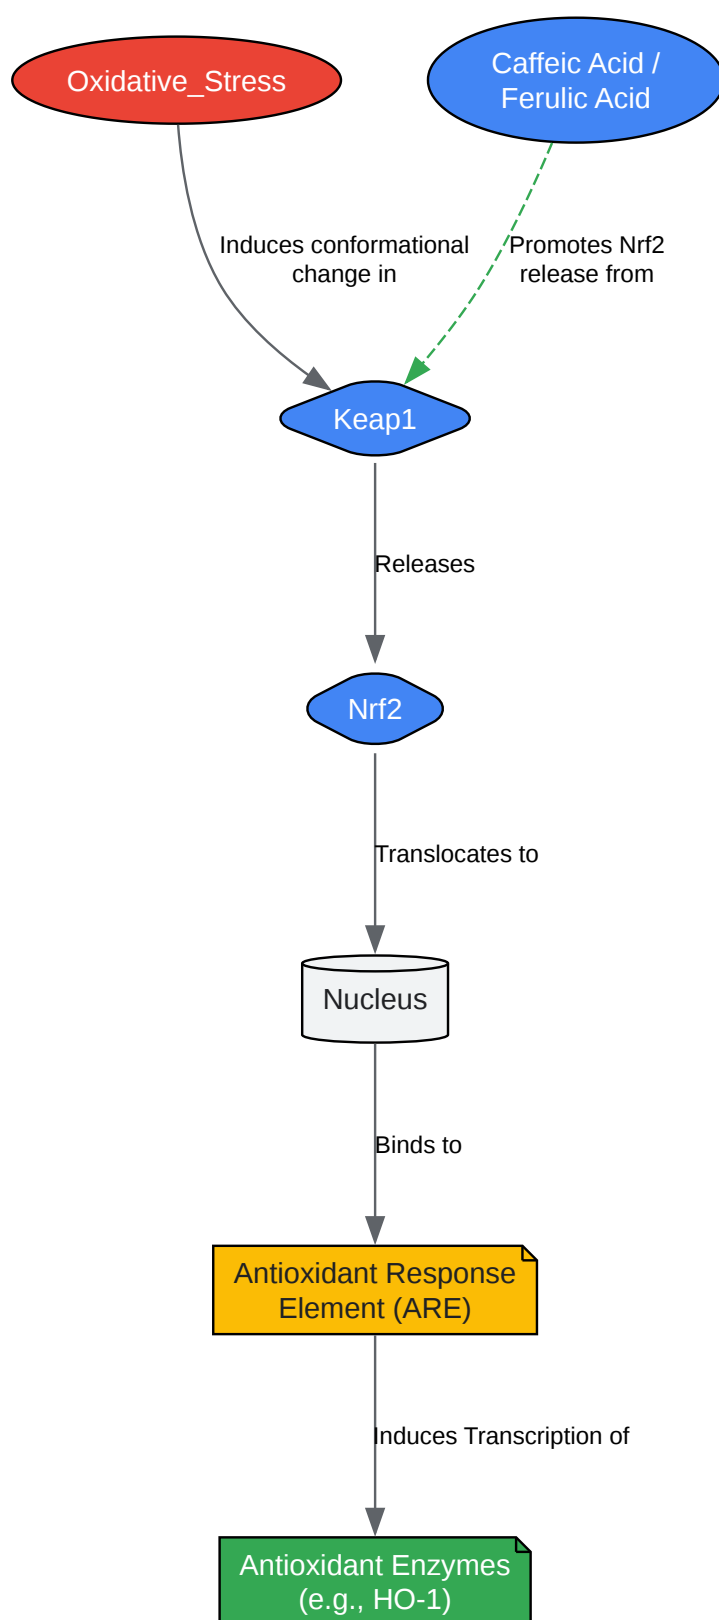 Oxidative_Stress
Caffeic Acid /
Ferulic Acid
Induces conformational
change in
Promotes Nrf2
release from
Keap1
Releases
Nrf2
Translocates to
Nucleus
Binds to
Antioxidant Response
Element (ARE)
Induces Transcription of
Antioxidant Enzymes
(e.g., HO-1)